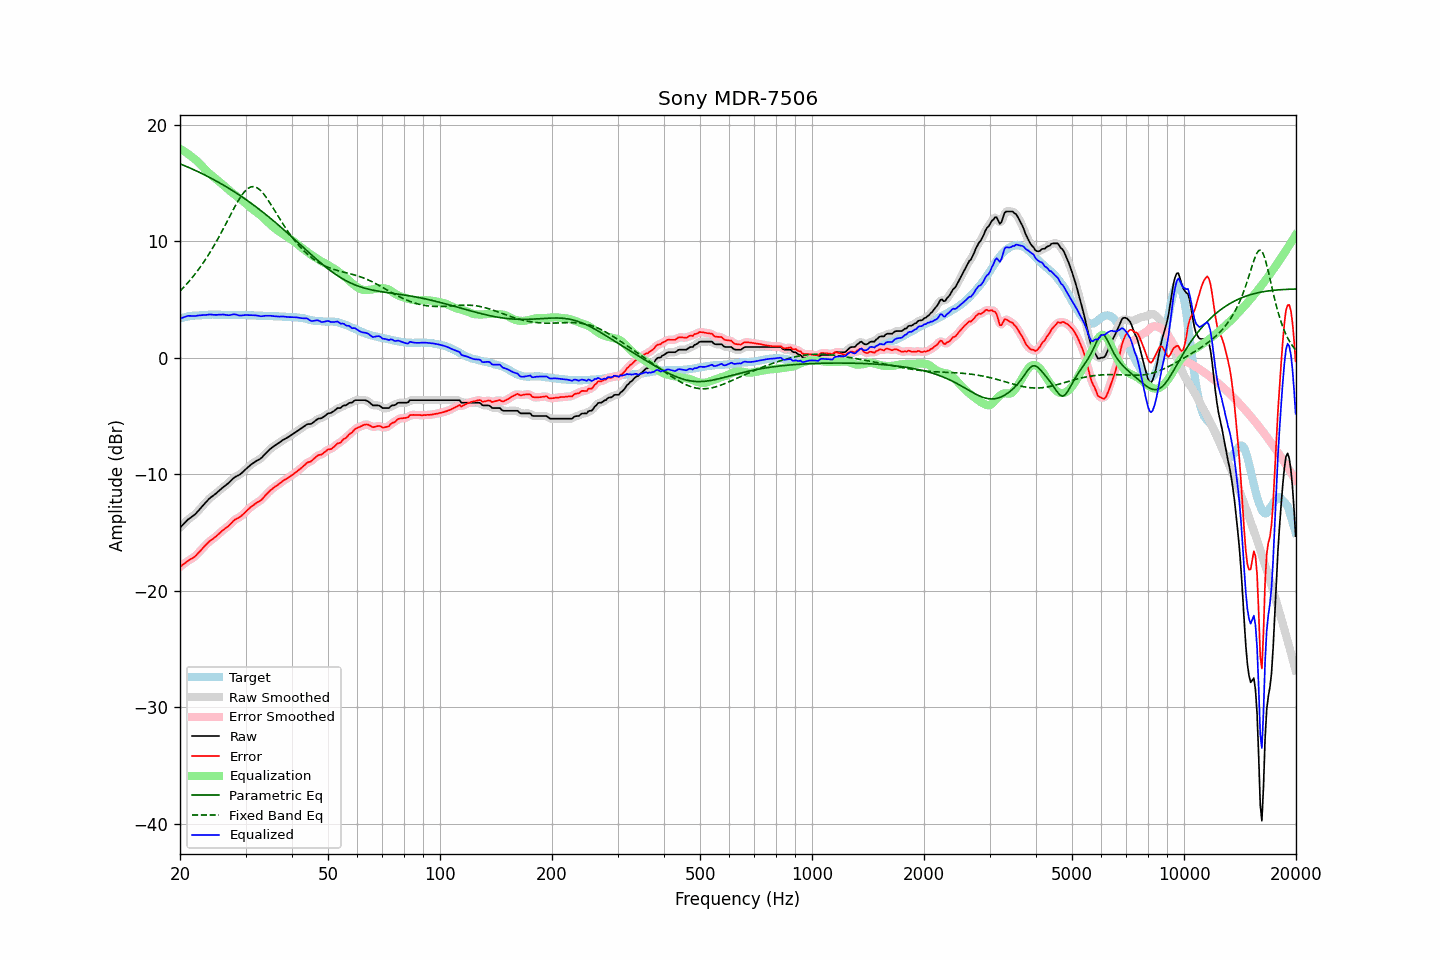 Sony MDR-7506
20
10
0
−10
−20
−30
−40
Amplitude (dBr)
Target
Raw Smoothed
Error Smoothed
Raw
Error
Equalization
Parametric Eq
Fixed Band Eq
Equalized
20 50 100 200 500 1000 2000 5000 10000 20000
Frequency (Hz)